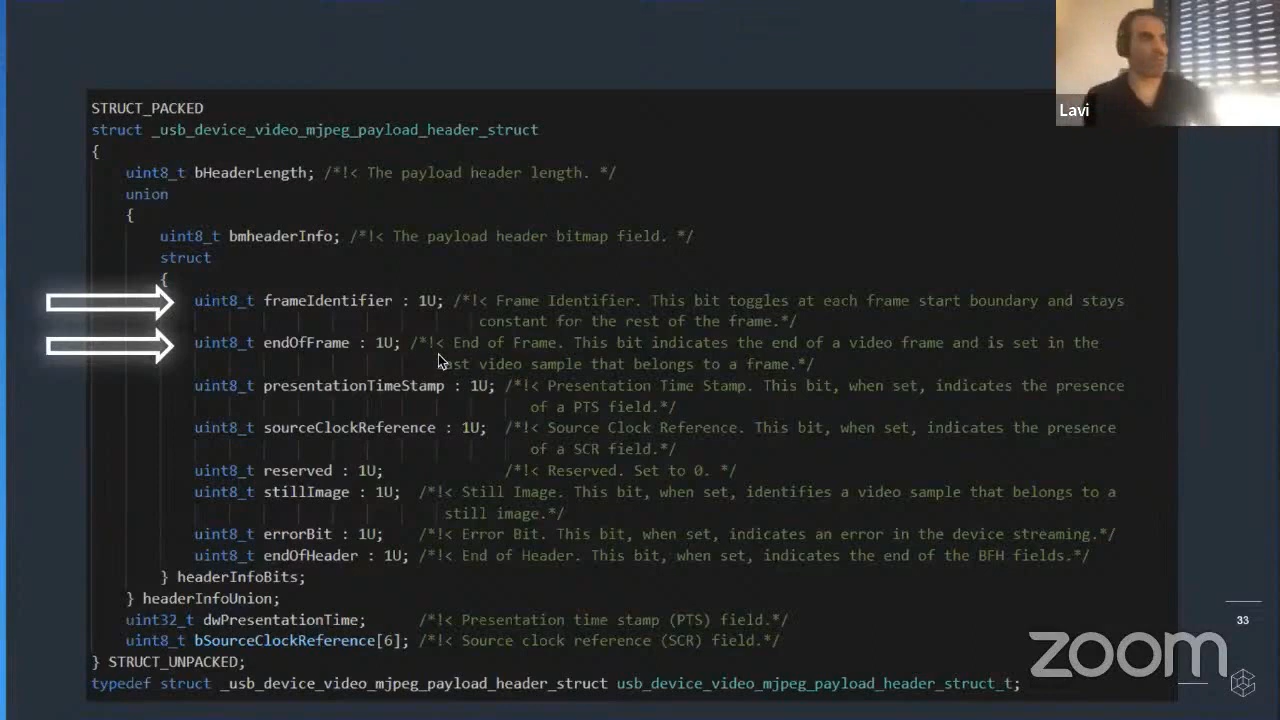 Lavi
STRUCT_PACKED
struct _usb_device_video_mjpeg_payload_header_struct
{
uint8_t bHeaderLength; /*!< The payload header length. */
union
{
uint8_t bmheaderInfo; /*!< The payload header bitmap field. */
struct
{
uint8_t frameIdentifier : 1U; /*!< Frame Identifier. This bit toggles at each frame start boundary and stays
constant for the rest of the frame.*/
uint8_t endOfFrame : 1U; /*!< End of Frame. This bit indicates the end of a video frame and is set in the
last video sample that belongs to a frame.*/
uint8_t presentationTimeStamp : 1U; /*!< Presentation Time Stamp. This bit, when set, indicates the presence
of a PTS field.*/
uint8_t sourceClockReference : 1U; /*!< Source Clock Reference. This bit, when set, indicates the presence
of a SCR field.*/
uint8_t reserved : 1U; /*!< Reserved. Set to 0. */
uint8_t stillImage : 1U; /*!< Still Image. This bit, when set, identifies a video sample that belongs to a
still image.*/
uint8_t errorBit : 1U; /*!< Error Bit. This bit, when set, indicates an error in the device streaming.*/
uint8_t endOfHeader : 1U; /*!< End of Header. This bit, when set, indicates the end of the BFH fields.*/
} headerInfoBits;
} headerInfoUnion;
uint32_t dwPresentationTime; /*!< Presentation time stamp (PTS) field.*/
uint8_t bSourceClockReference[6]; /*!< Source clock reference (SCR) field.*/
} STRUCT_UNPACKED;
typedef struct _usb_device_video_mjpeg_payload_header_struct usb_device_video_mjpeg_payload_header_struct_t;
33
zoom